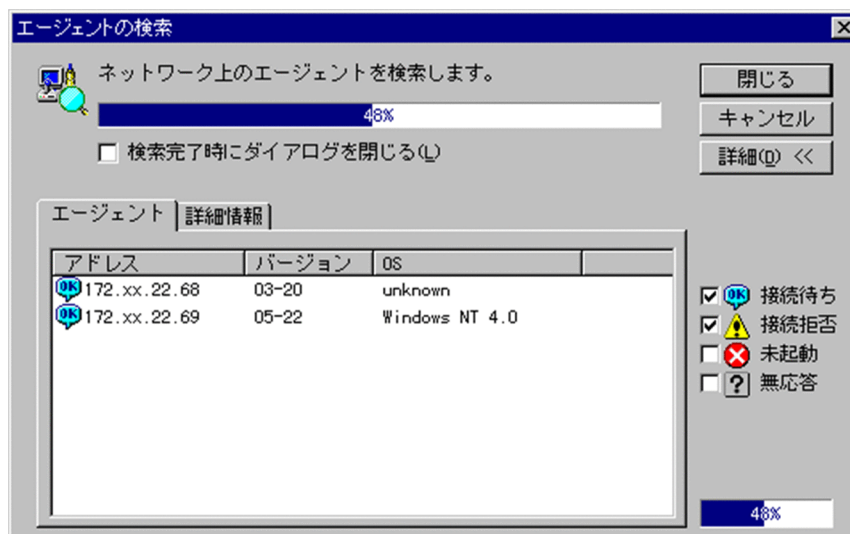 エージェントの検索
ネットワーク上のエージェントを検索します。
48%
検索完了時にダイアログを閉じる(L)
閉じる
キャンセル
詳細(D) <<
エージェント 詳細情報
アドレス バージョン OS
OK 172.xx.22.68 03-20 unknown
OK 172.xx.22.69 05-22 Windows NT 4.0
OK 接続待ち
接続拒否
未起動
? 無応答
48%